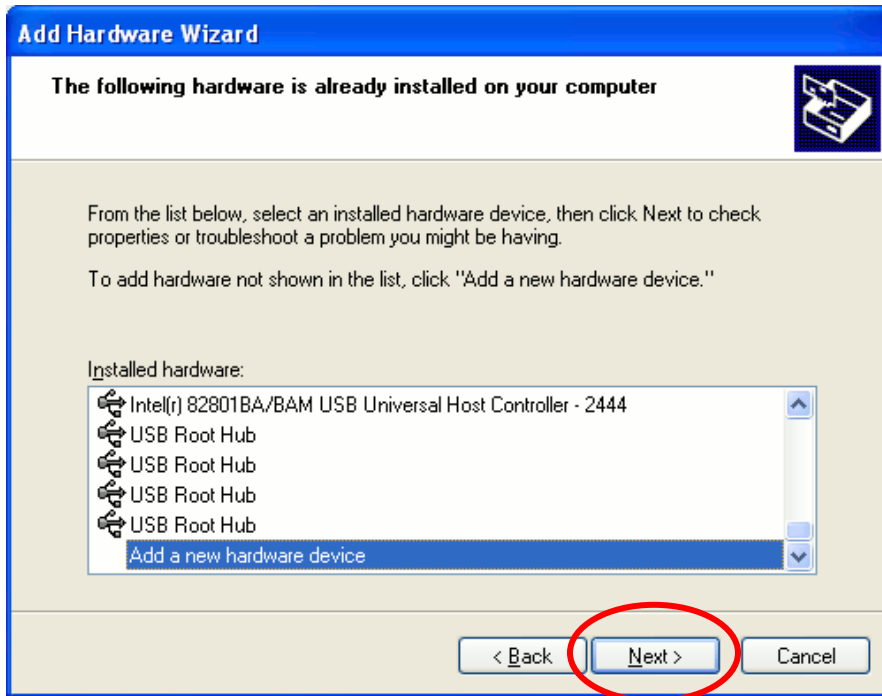 Add Hardware Wizard
The following hardware is already installed on your computer
From the list below, select an installed hardware device, then click Next to check
properties or troubleshoot a problem you might be having.
To add hardware not shown in the list, click "Add a new hardware device."
Installed hardware:
Intel(r) 82801BA/BAM USB Universal Host Controller - 2444
USB Root Hub
USB Root Hub
USB Root Hub
USB Root Hub
Add a new hardware device
< Back Next > Cancel